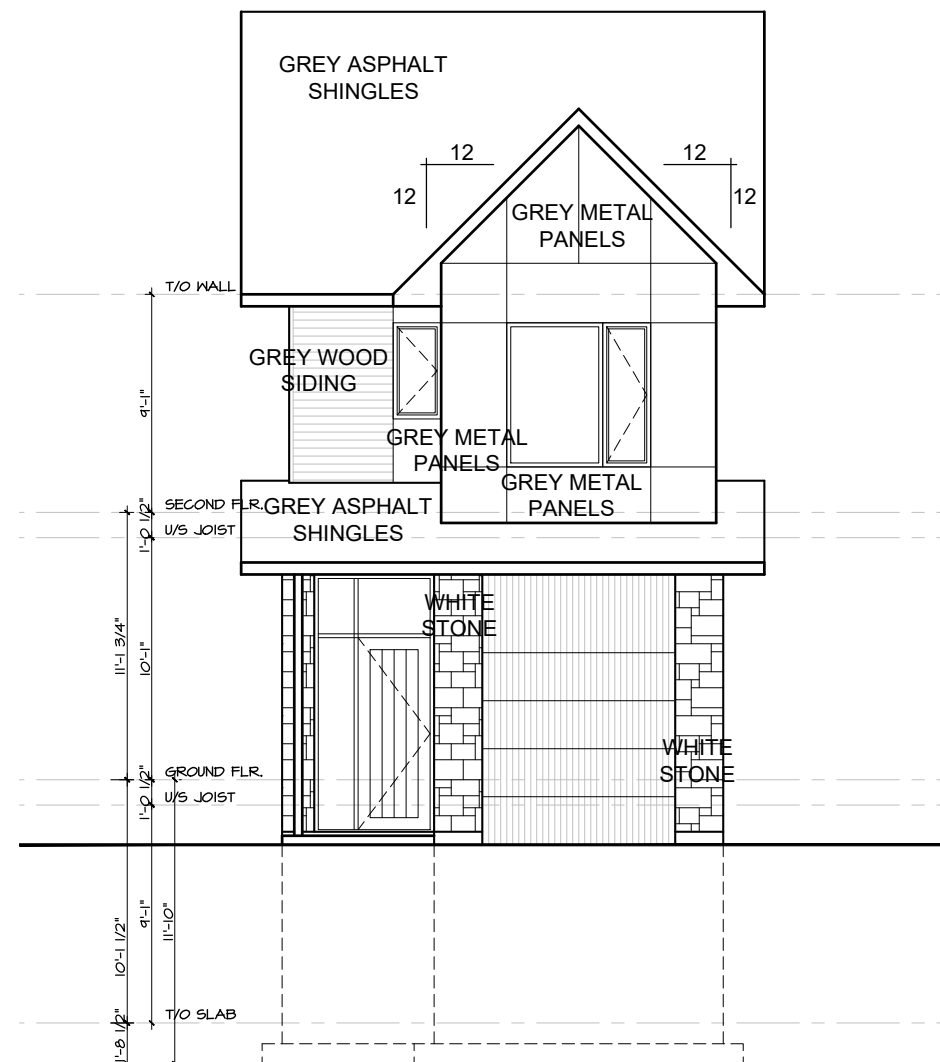 GREY ASPHALT
SHINGLES
12
12
12
12
GREY METAL
PANELS
T/O WALL
GREY WOOD
SIDING
9'-1"
GREY METAL
PANELS
GREY METAL
PANELS
SECOND FLR.
GREY ASPHALT
SHINGLES
1'-0 1/2"
U/S JOIST
WHITE
STONE
11'-1 3/4"
10'-1"
WHITE
STONE
GROUND FLR.
1'-0 1/2"
U/S JOIST
10'-1 1/2"
9'-1"
11'-10"
T/O SLAB
1'-8 1/2"